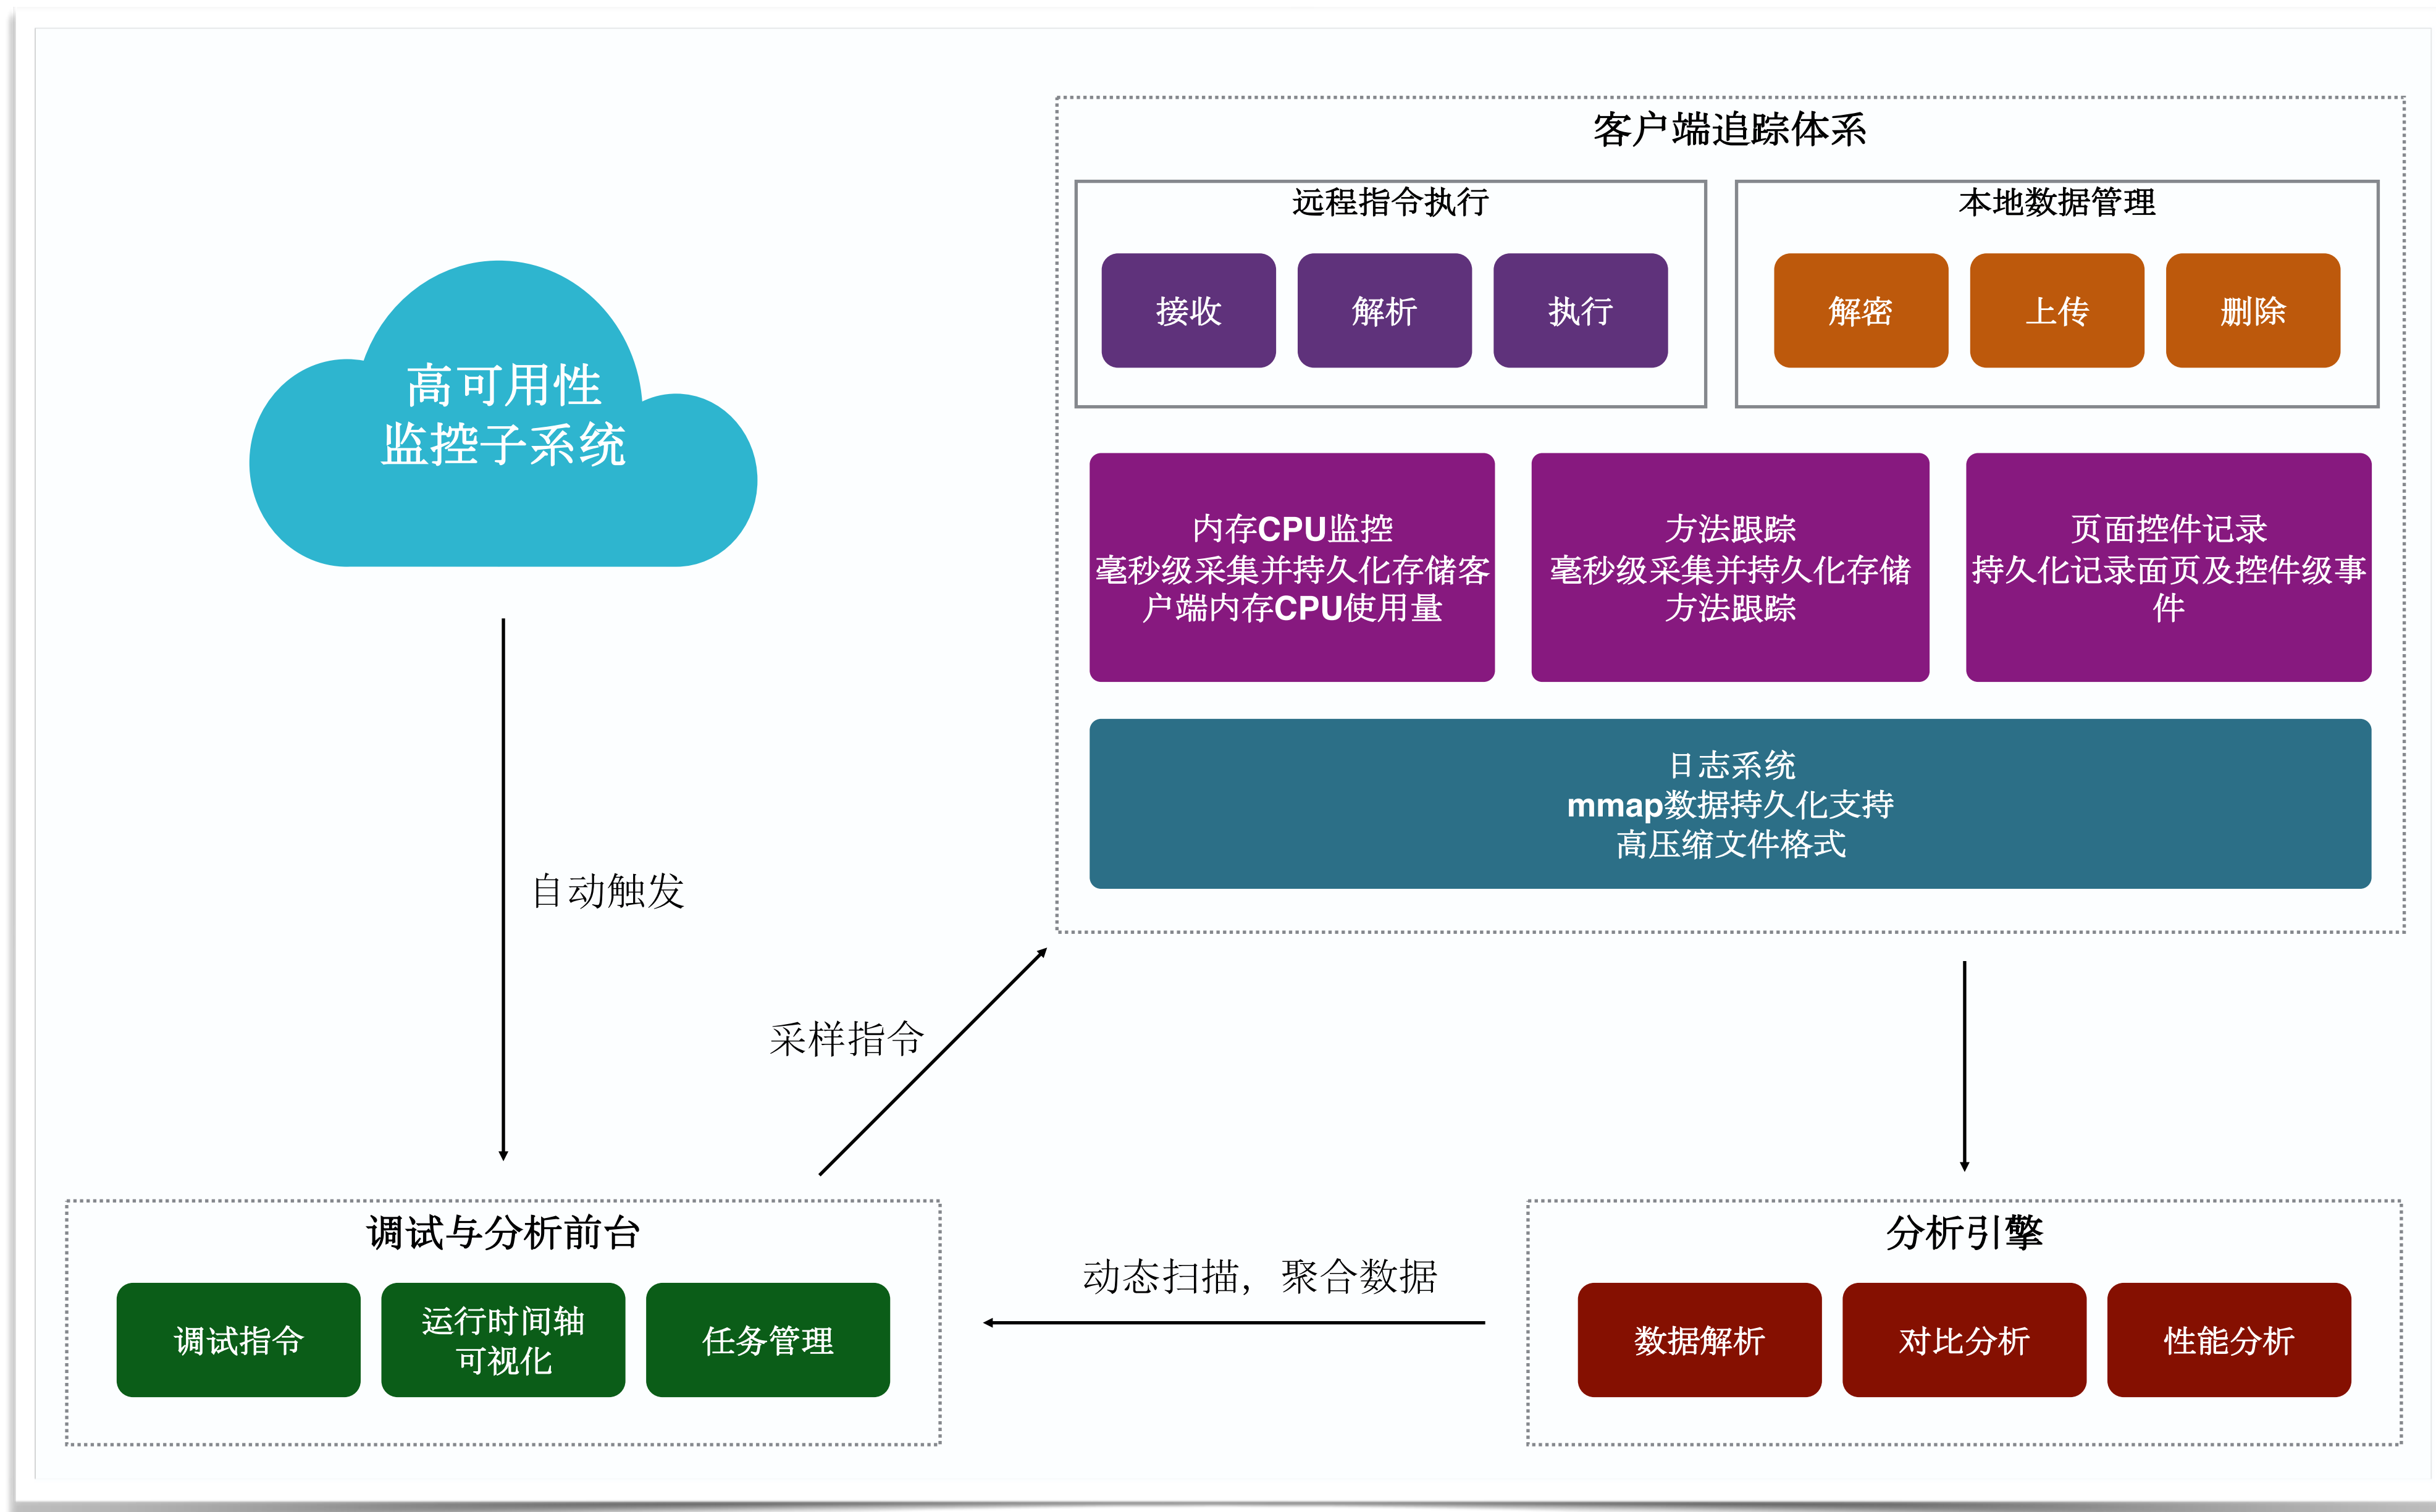 客户端追踪体系
远程指令执行
接收
解析
执行
本地数据管理
解密
上传
删除
高可用性
监控子系统
内存CPU监控
毫秒级采集并持久化存储客
户端内存CPU使用量
方法跟踪
毫秒级采集并持久化存储
方法跟踪
页面控件记录
持久化记录面页及控件级事
件
日志系统
mmap数据持久化支持
高压缩文件格式
自动触发
采样指令
调试与分析前台
调试指令
运行时间轴
可视化
任务管理
动态扫描，聚合数据
分析引擎
数据解析
对比分析
性能分析